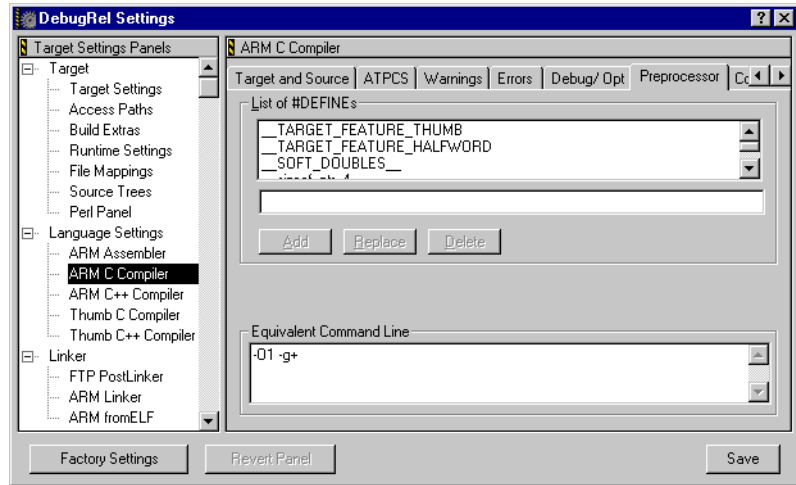 DebugRel Settings
Target Settings Panels
Target
Target Settings
Access Paths
Build Extras
Runtime Settings
File Mappings
Source Trees
Perl Panel
Language Settings
ARM Assembler
ARM C Compiler
ARM C++ Compiler
Thumb C Compiler
Thumb C++ Compiler
Linker
FTP PostLinker
ARM Linker
ARM fromELF
ARM C Compiler
Target and Source ATPCS Warnings Errors Debug/ Opt Preprocessor
List of #DEFINEs
__TARGET_FEATURE_THUMB
__TARGET_FEATURE_HALFWORD
__SOFT_DOUBLES__
Add Replace Delete
Equivalent Command Line
-O1 -g+
Factory Settings Revert Panel Save